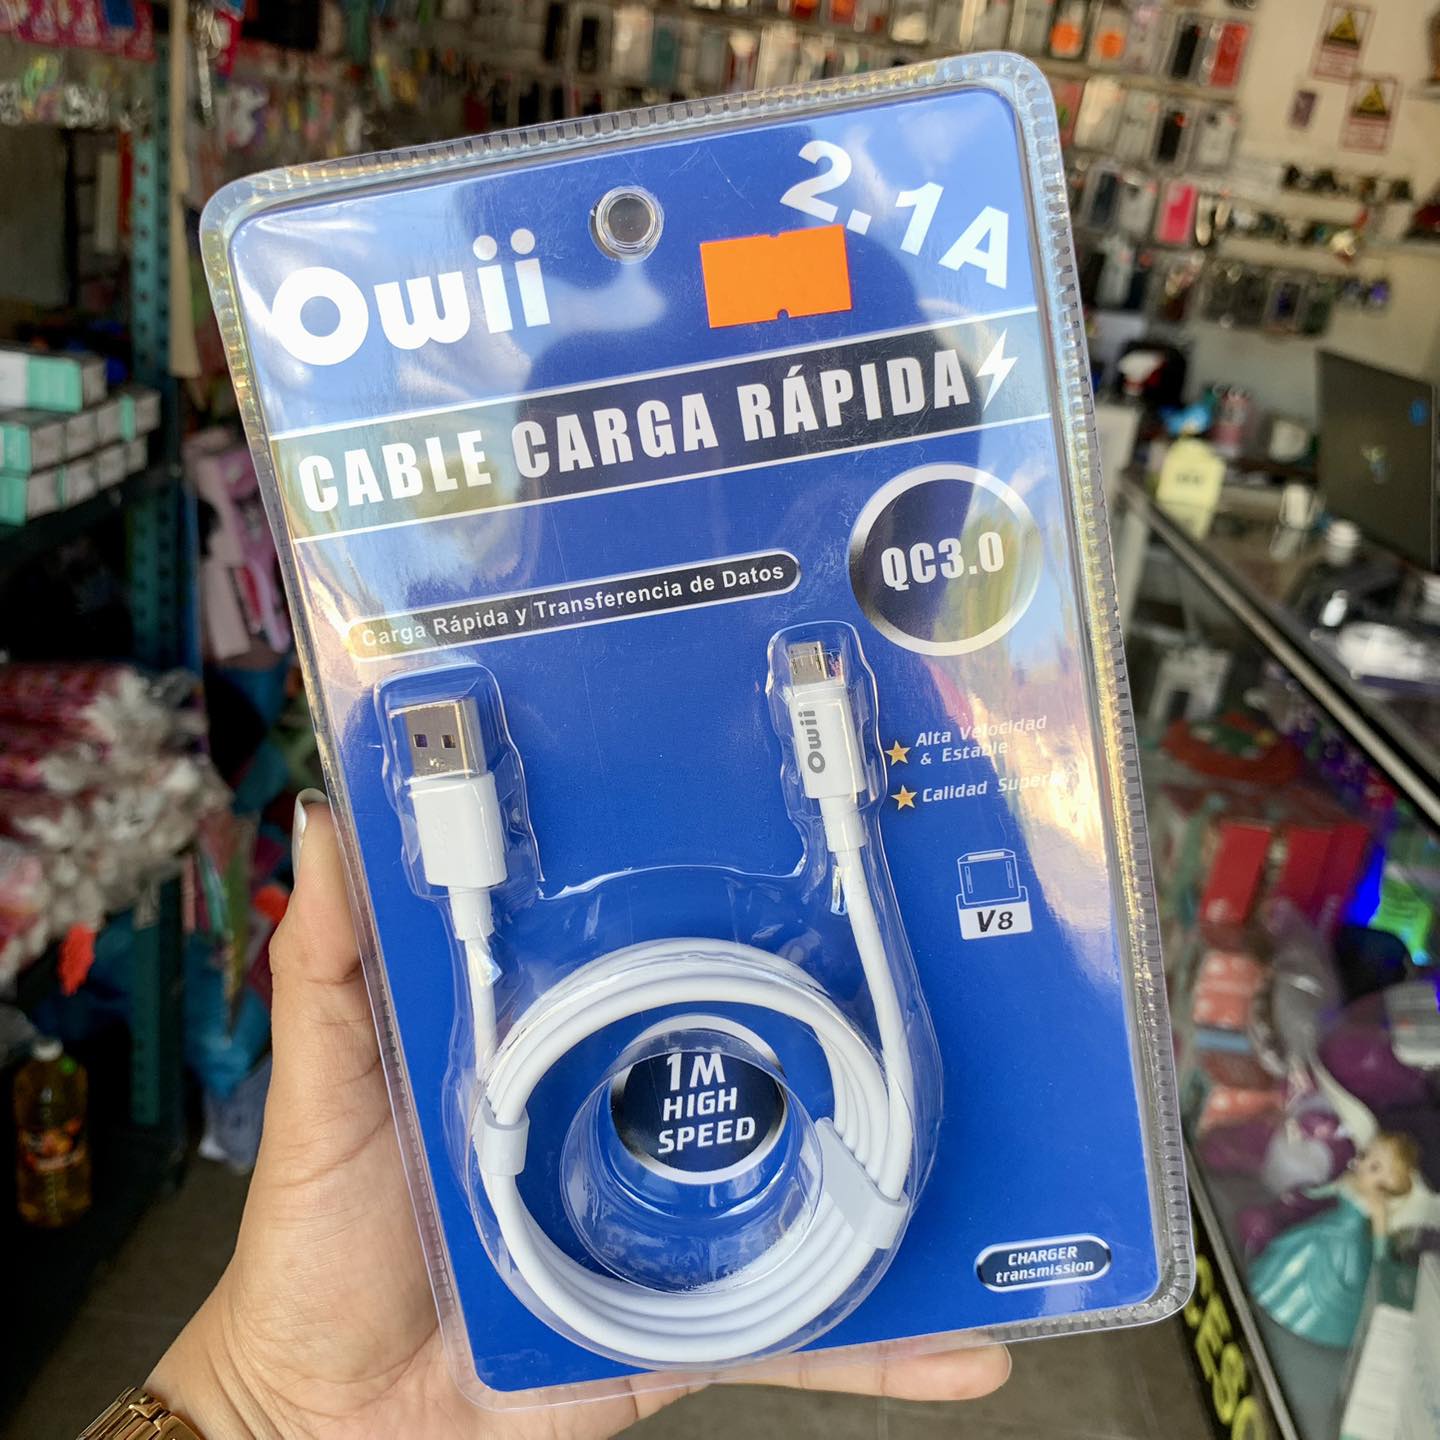 2.1A
Owii
CABLE CARGA RÁPIDA
QC3.0
Carga Rápida y Transferencia de Datos
Owii
Alta Velocidad
& Estable
Calidad
V8
1M
HIGH
SPEED
CHARGER
transmission